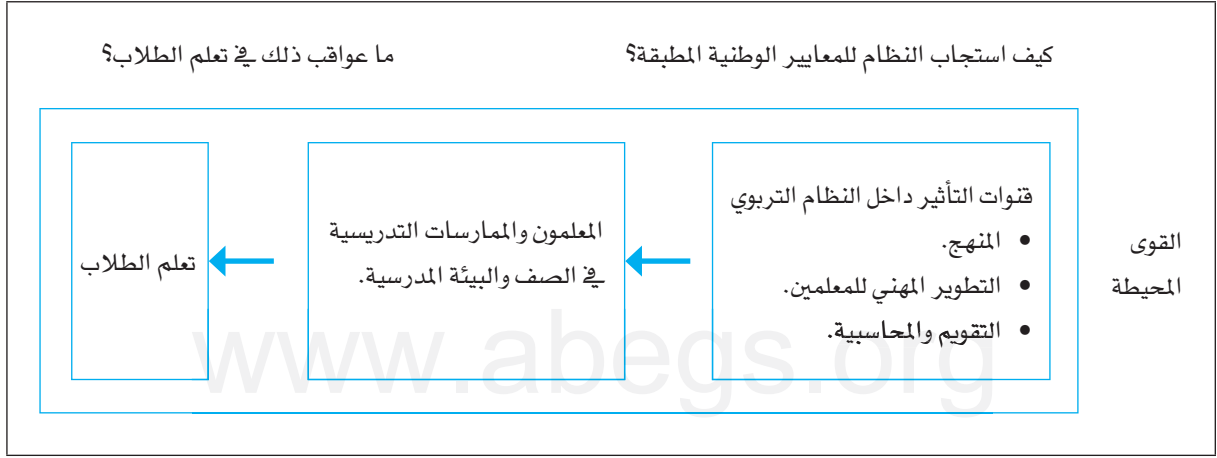 كيف استجاب النظام للمعايير الوطنية المطبقة؟
ما عواقب ذلك في تعلم الطلاب؟
القوى
المحيطة
قنوات التأثير داخل النظام التربوي
• المنهج.
• التطوير المهني للمعلمين.
• التقويم والمحاسبية.
المعلمون والممارسات التدريسية
في الصف والبيئة المدرسية.
تعلم الطلاب
www.abegs.org